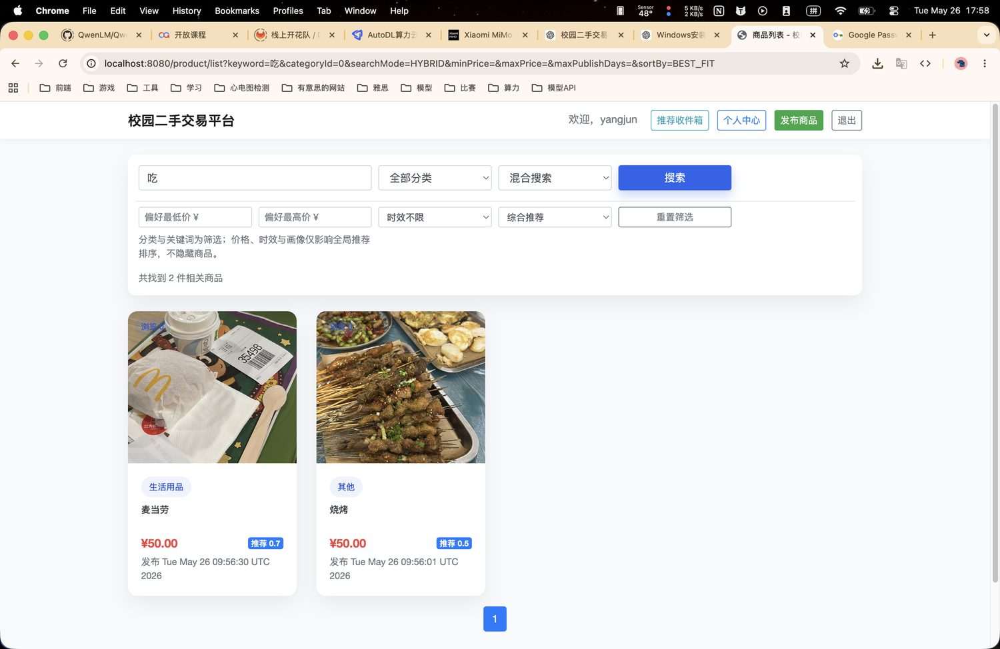 Chrome File Edit View History Bookmarks Profiles Tab Window Help Sensor 48° 5 KB/s 2 KB/s 拼 Tue May 26 17:58
QwenLM/Qw 开放课程 栈上开花队 / AutoDL算力云 Xiaomi MiMo 校园二手交易 Windows安装 商品列表 - 校 Google Pass
localhost:8080/product/list?keyword=吃&categoryId=0&searchMode=HYBRID&minPrice=&maxPrice=&maxPublishDays=&sortBy=BEST_FIT
前端 游戏 工具 学习 心电图检测 有意思的网站 雅思 模型 比赛 算力 模型API
校园二手交易平台 欢迎，yangjun 推荐收件箱 个人中心 发布商品 退出
吃 全部分类 混合搜索 搜索
偏好最低价 ¥ 偏好最高价 ¥ 时效不限 综合推荐 重置筛选
分类与关键词为筛选；价格、时效与画像仅影响全局推荐
排序，不隐藏商品。
共找到 2 件相关商品
浏览 0
35498
生活用品
麦当劳
¥50.00 推荐 0.7
发布 Tue May 26 09:56:30 UTC
2026
其他
烧烤
¥50.00 推荐 0.5
发布 Tue May 26 09:56:01 UTC
2026
1